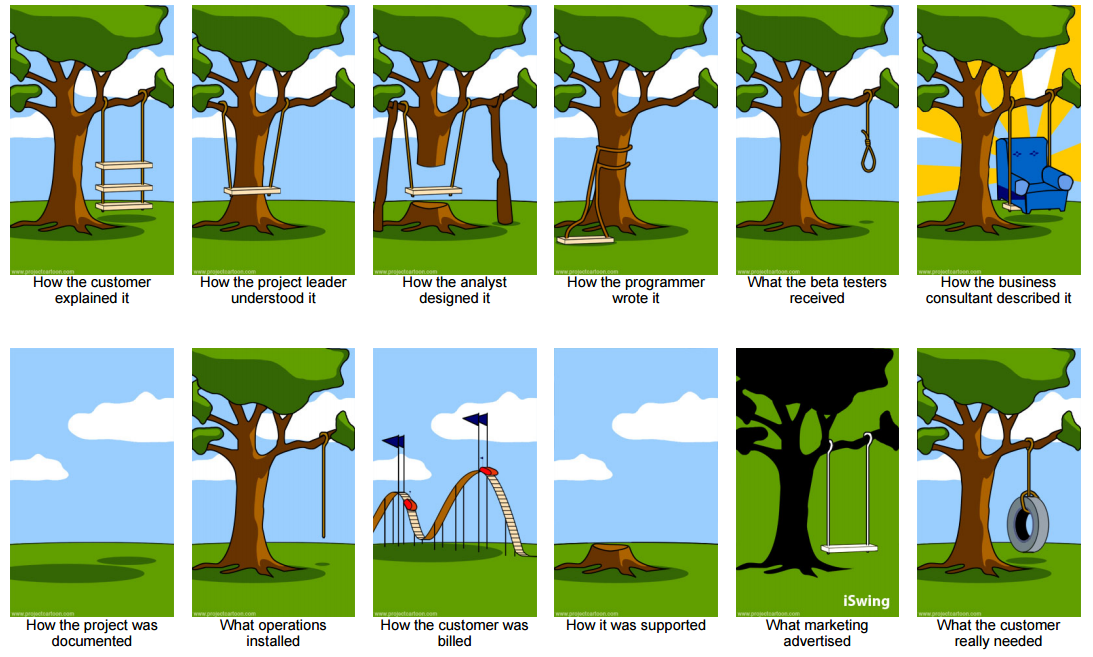 www.projectcartoon.com
www.projectcartoon.com
www.projectcartoon.com
www.projectcartoon.com
www.projectcartoon.com
www.projectcartoon.com
How the customer
explained it
How the project leader
understood it
How the analyst
designed it
How the programmer
wrote it
What the beta testers
received
How the business
consultant described it
iSwing
www.projectcartoon.com
www.projectcartoon.com
www.projectcartoon.com
www.projectcartoon.com
www.projectcartoon.com
www.projectcartoon.com
How the project was
documented
What operations
installed
How the customer was
billed
How it was supported
What marketing
advertised
What the customer
really needed